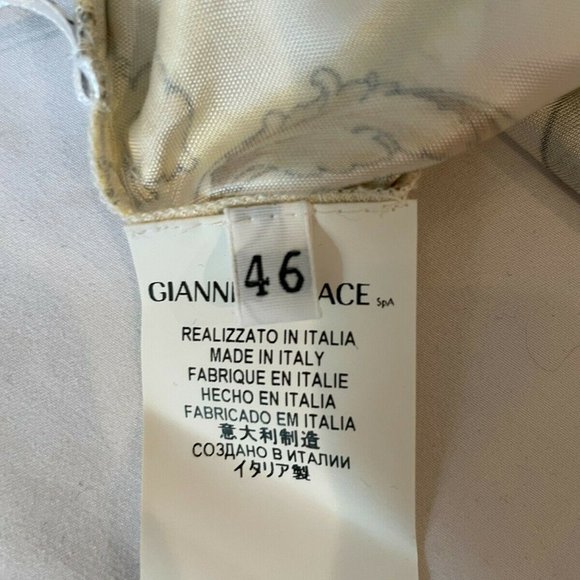 46
GIANNI ACE SpA
REALIZZATO IN ITALIA
MADE IN ITALY
FABRIQUE EN ITALIE
HECHO EN ITALIA
FABRICADO EM ITALIA
意大利制造
СОЗДАНО В ИТАЛИИ
イタリア製